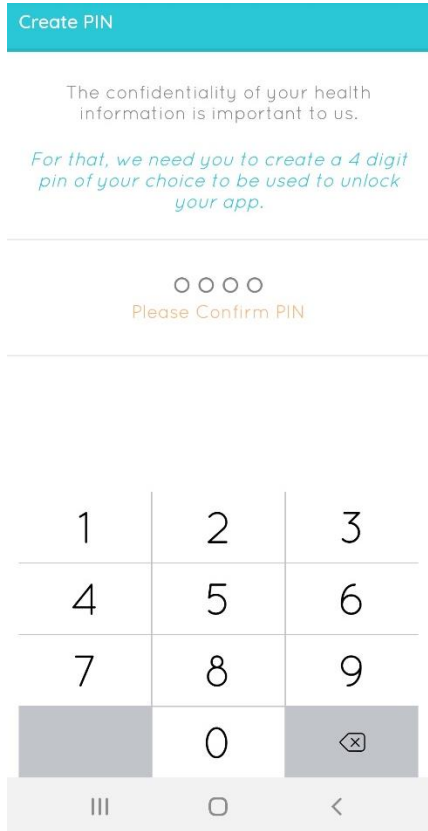 Create PIN
The confidentiality of your health
information is important to us.
For that, we need you to create a 4 digit
pin of your choice to be used to unlock
your app.
Please Confirm PIN
1 2 3
4 5 6
7 8 9
0